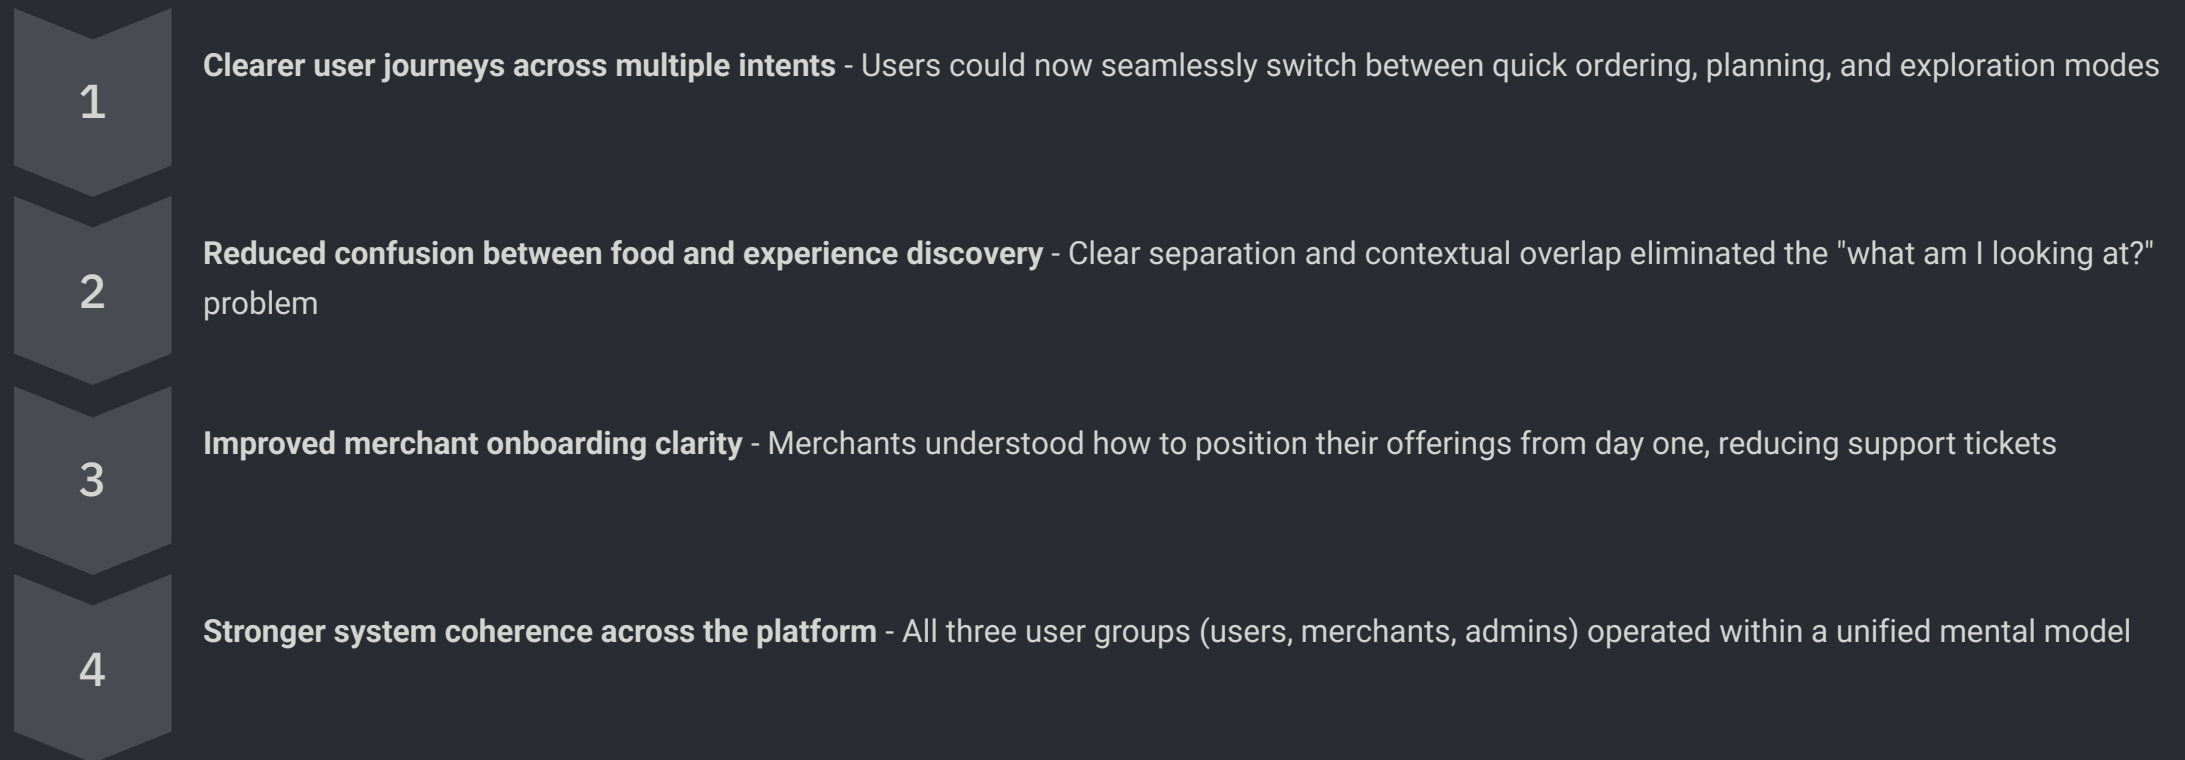 1
Clearer user journeys across multiple intents - Users could now seamlessly switch between quick ordering, planning, and exploration modes
2
Reduced confusion between food and experience discovery - Clear separation and contextual overlap eliminated the "what am I looking at?"
problem
3
Improved merchant onboarding clarity - Merchants understood how to position their offerings from day one, reducing support tickets
4
Stronger system coherence across the platform - All three user groups (users, merchants, admins) operated within a unified mental model